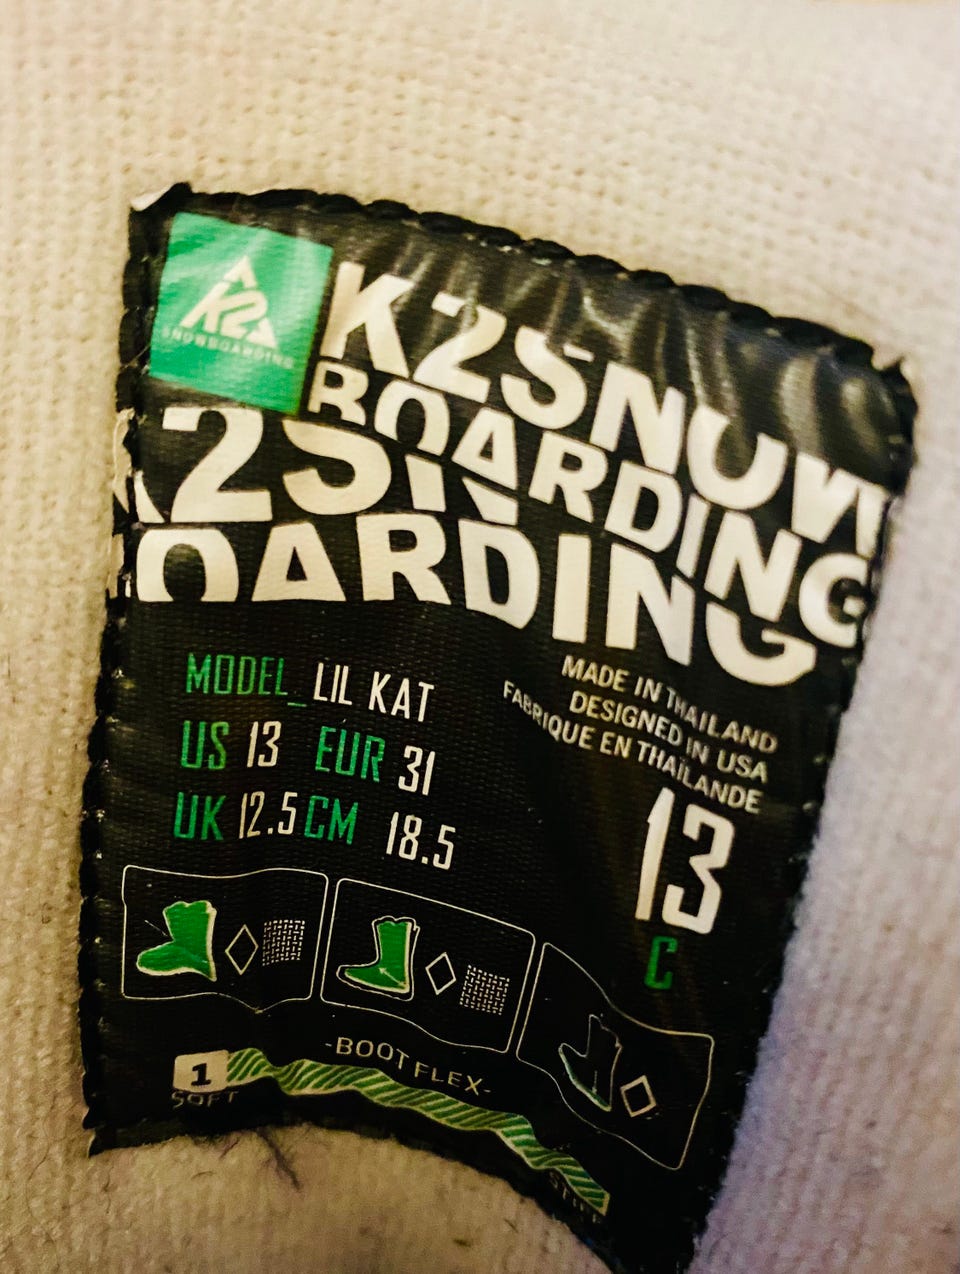 K2
SNOWBOARDING
K2SNOW
BOARDING
K2SN
OARDING
MODEL_ LIL KAT
US 13 EUR 31
UK 12.5 CM 18.5
MADE IN THAILAND
DESIGNED IN USA
FABRIQUE EN THAÏLANDE
13
C
-BOOT FLEX-
1
SOFT
STIFF